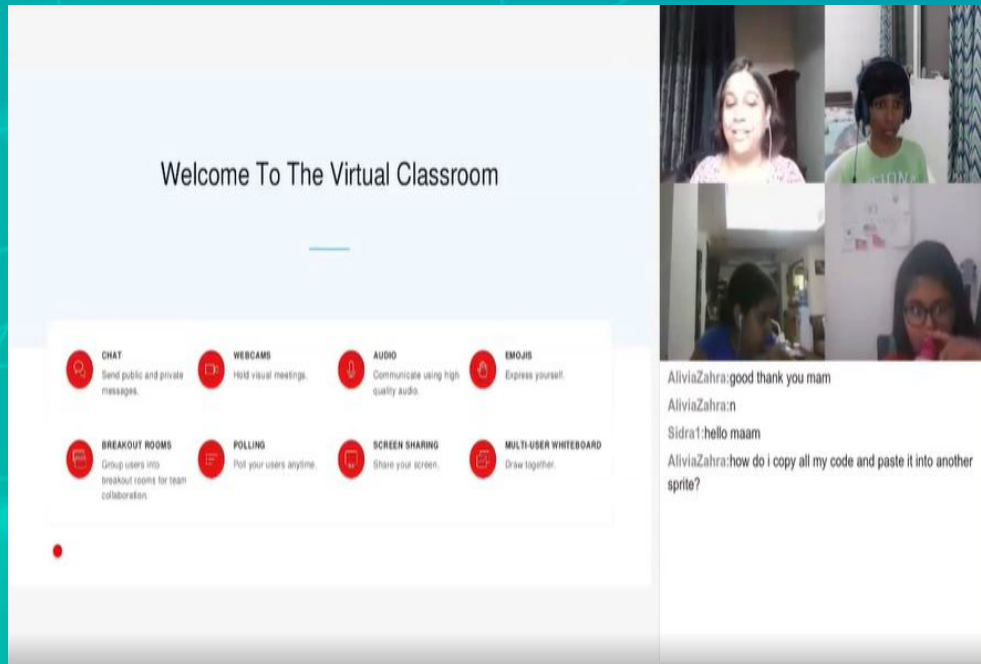 Welcome To The Virtual Classroom
CHAT
Send public and private
messages.
WEBCAMS
Hold visual meetings.
AUDIO
Communicate using high
quality audio.
EMOJIS
Express yourself.
BREAKOUT ROOMS
Group users into
breakout rooms for team
collaboration.
POLLING
Poll your users anytime.
SCREEN SHARING
Share your screen.
MULTI-USER WHITEBOARD
Draw together.
AliviaZahra:good thank you mam
AliviaZahra:n
Sidra1:hello maam
AliviaZahra:how do i copy all my code and paste it into another
sprite?